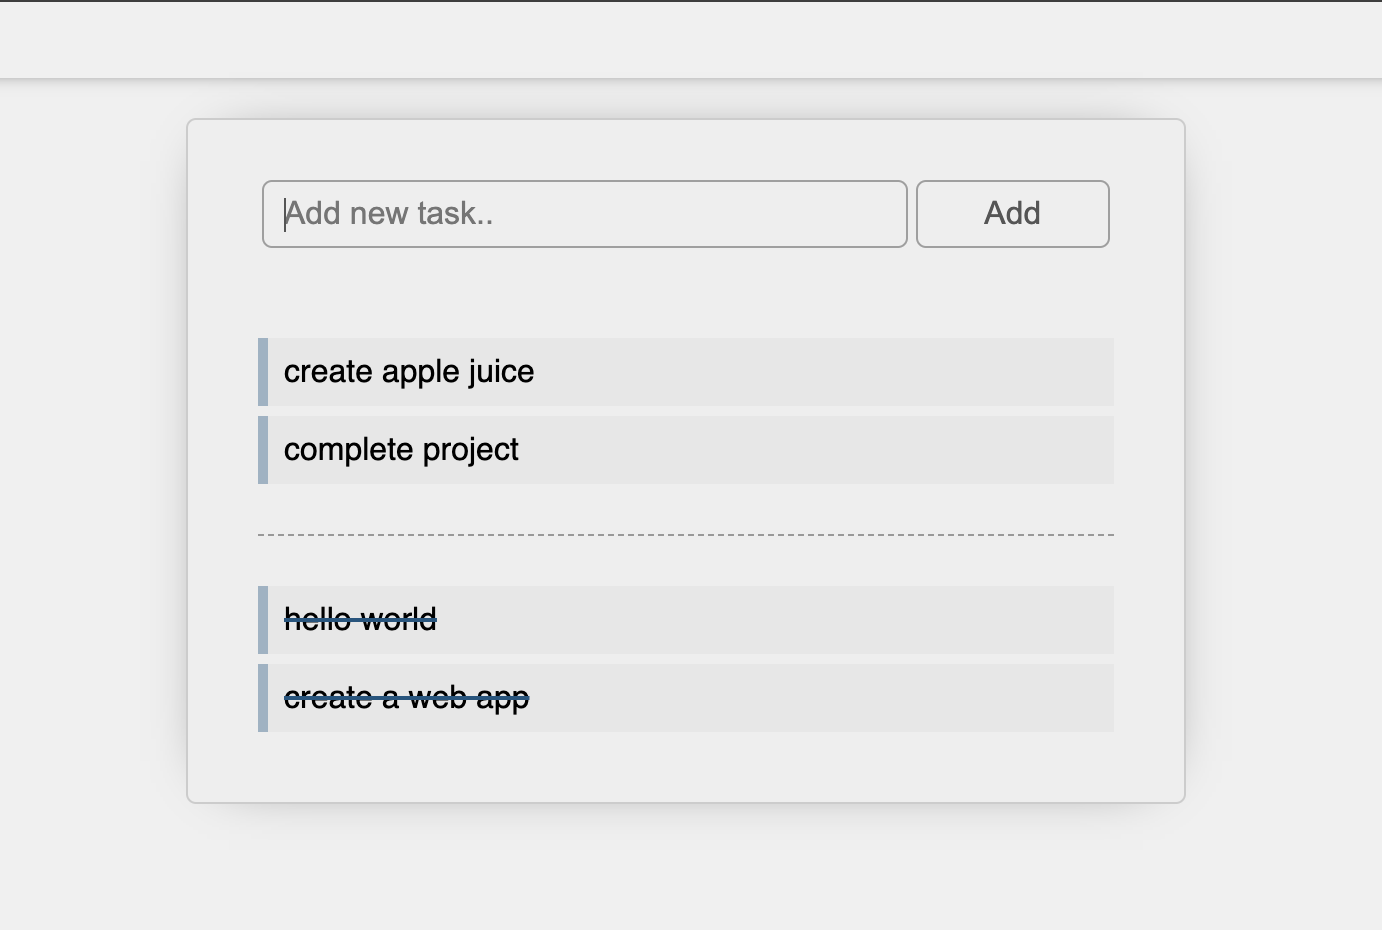 Add new task..
Add
create apple juice
complete project
hello world
create a web app